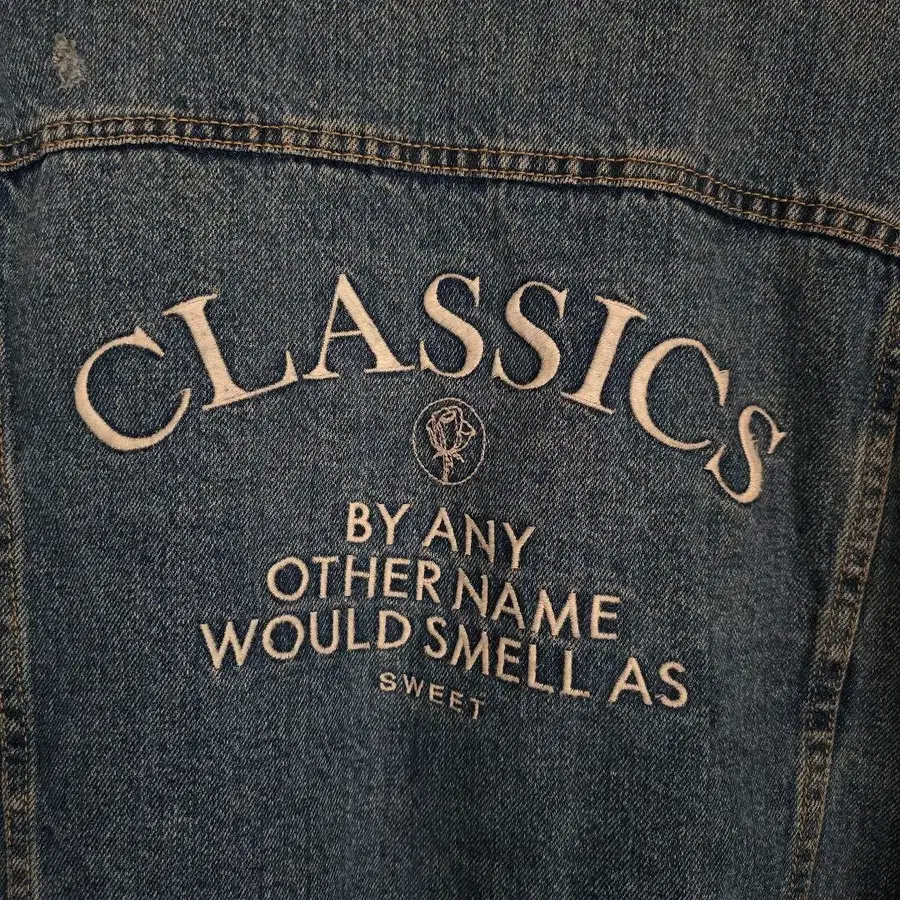 CLASSICS
BY ANY
OTHER NAME
WOULD SMELL AS
SWEET